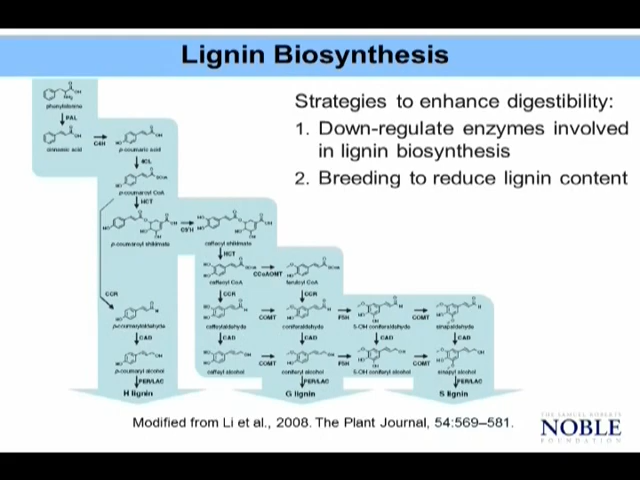 Lignin Biosynthesis
Strategies to enhance digestibility:
1. Down-regulate enzymes involved
in lignin biosynthesis
2. Breeding to reduce lignin content
phenylalanine
PAL
cinnamic acid
C4H
p-coumaric acid
4CL
p-coumaroyl CoA
HCT
p-coumaroyl shikimate
C3'H
caffeoyl shikimate
HCT
caffeoyl CoA
CCoAOMT
feruloyl CoA
CCR
CCR
CCR
p-coumaraldehyde
caffealdehyde
COMT
coniferaldehyde
F5H
5-OH coniferaldehyde
COMT
sinapaldehyde
CAD
CAD
CAD
CAD
CAD
p-coumaryl alcohol
caffeyl alcohol
COMT
coniferyl alcohol
F5H
5-OH coniferyl alcohol
COMT
sinapyl alcohol
PER/LAC
PER/LAC
PER/LAC
H lignin
G lignin
S lignin
Modified from Li et al., 2008. The Plant Journal, 54:569–581.
THE SAMUEL ROBERTS
NOBLE
FOUNDATION